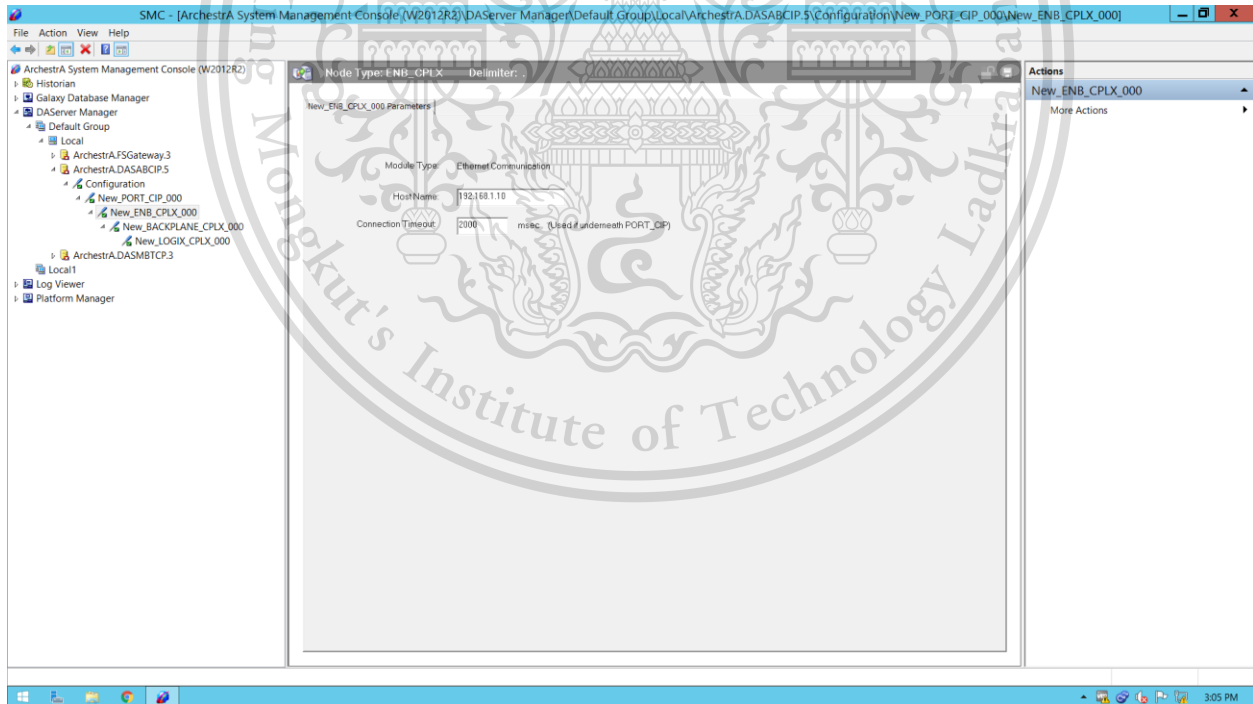 SMC - [ArchestrA System Management Console (W2012R2)\DAServer Manager\Default Group\Local\ArchestrA.DASABCIP.5\Configuration\New_PORT_CIP_000\New_ENB_CPLX_000]
File Action View Help
ArchestrA System Management Console (W2012R2)
Historian
Galaxy Database Manager
DAServer Manager
Default Group
Local
ArchestrA.FSGateway.3
ArchestrA.DASABCIP.5
Configuration
New_PORT_CIP_000
New_ENB_CPLX_000
New_BACKPLANE_CPLX_000
New_LOGIX_CPLX_000
ArchestrA.DASMBTCP.3
Local1
Log Viewer
Platform Manager
Node Type: ENB_CPLX Delimiter: .
New_ENB_CPLX_000 Parameters
Module Type: Ethernet Communication
Host Name: 192.168.1.10
Connection Timeout: 2000 msec. (Used if underneath PORT_CIP)
Actions
New_ENB_CPLX_000
More Actions
Mongkut's Institute of Technology Ladkrabang
3:05 PM